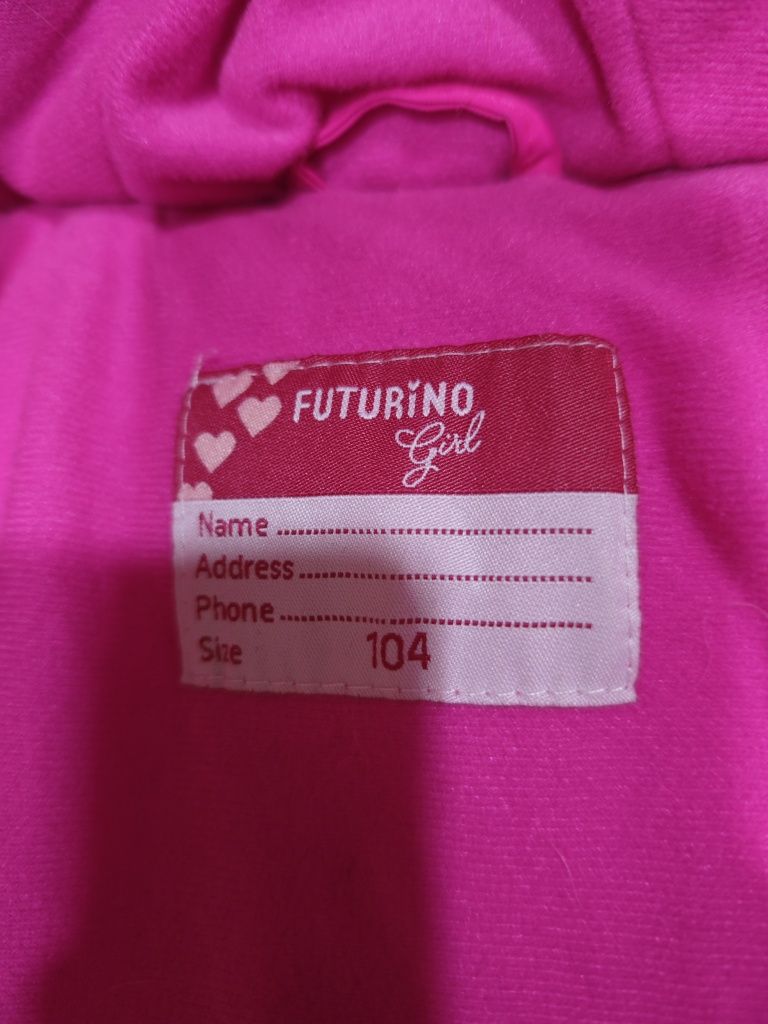 FUTURINO
Girl
Name
Address
Phone
Size 104